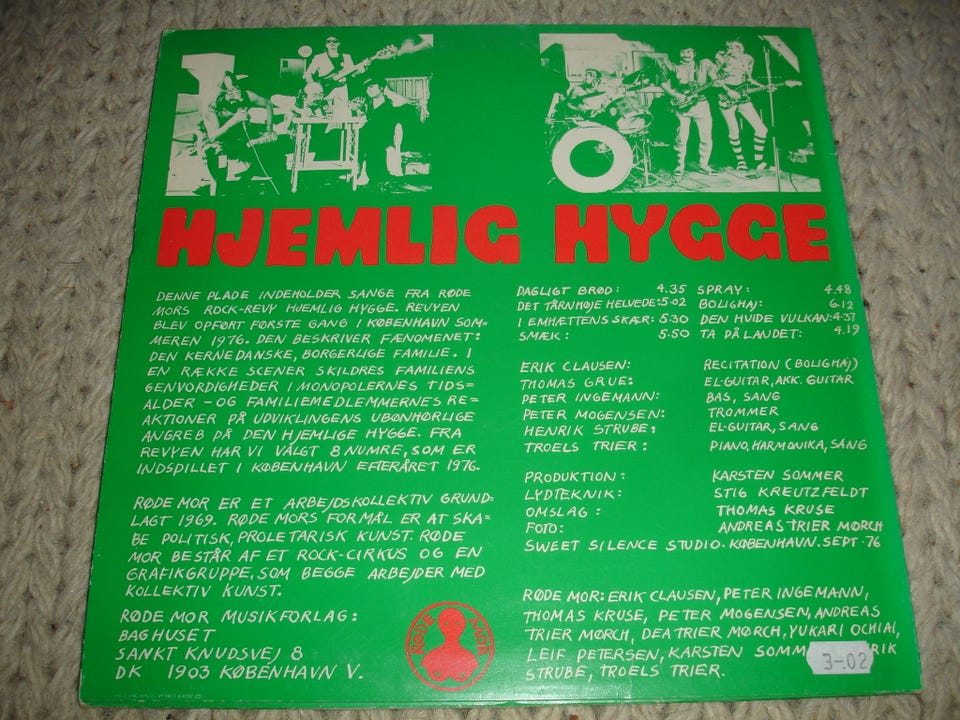 HJEMLIG HYGGE
DENNE PLADE INDEHOLDER SANGE FRA RØDE
MORS ROCK-REVY HJEMLIG HYGGE. REVYEN
BLEV OPFØRT FØRSTE GANG I KØBENHAVN SOM-
MEREN 1976. DEN BESKRIVER FÆNOMENET:
DEN KERNEDANSKE, BORGERLIGE FAMILIE. I
EN RÆKKE SCENER SKILDRES FAMILIENS
GENVORDIGHEDER I MONOPOLERNES TIDS-
ALDER - OG FAMILIEMEDLEMMERNES RE-
AKTIONER PÅ UDVIKLINGENS UBØNHØRLIGE
ANGREB PÅ DEN HJEMLIGE HYGGE. FRA
REVYEN HAR VI VALGT 8 NUMRE, SOM ER
INDSPILLET I KØBENHAVN EFTERÅRET 1976.
RØDE MOR ER ET ARBEJDSKOLLEKTIV GRUND-
LAGT 1969. RØDE MORS FORMÅL ER AT SKA-
BE POLITISK, PROLETARISK KUNST. RØDE
MOR BESTÅR AF ET ROCK-CIRKUS OG EN
GRAFIKGRUPPE, SOM BEGGE ARBEJDER MED
KOLLEKTIV KUNST.
RØDE MOR MUSIKFORLAG:
BAGHUSET
SANKT KNUDSVEJ 8
DK 1903 KØBENHAVN V.
RØDE MOR
DAGLIGT BRØD: 4.35
DET TÅRNHØJE HELVEDE: 5.02
I EMHÆTTENS SKÆR: 5.30
SMÆK: 5.50
SPRAY: 4.48
BOLIGHAJ: 6.12
DEN HVIDE VULKAN: 4.37
TA PÅ LANDET: 4.19
ERIK CLAUSEN: RECITATION (BOLIGHAJ)
THOMAS GRUE: EL-GUITAR, AKK. GUITAR
PETER INGEMANN: BAS, SANG
PETER MOGENSEN: TROMMER
HENRIK STRUBE: EL-GUITAR, SANG
TROELS TRIER: PIANO, HARMONIKA, SANG
PRODUKTION: KARSTEN SOMMER
LYDTEKNIK: STIG KREUTZFELDT
OMSLAG: THOMAS KRUSE
FOTO: ANDREAS TRIER MØRCH
SWEET SILENCE STUDIO. KØBENHAVN. SEPT-76
RØDE MOR: ERIK CLAUSEN, PETER INGEMANN,
THOMAS KRUSE, PETER MOGENSEN, ANDREAS
TRIER MØRCH, DEA TRIER MØRCH, YUKARI OCHIAI,
LEIF PETERSEN, KARSTEN SOMM
STRUBE, TROELS TRIER.
3-.02